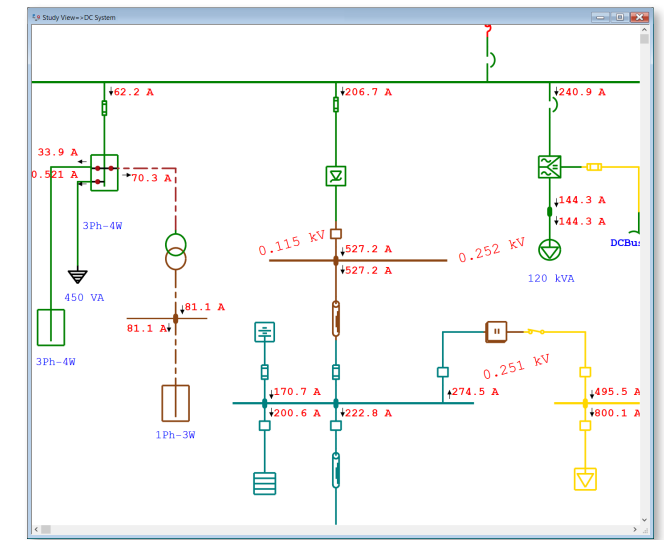 Study View=>DC System
62.2 A
206.7 A
240.9 A
33.9 A
0.521 A
70.3 A
144.3 A
144.3 A
3Ph-4W
0.115 kV
0.252 kV
DCBus
527.2 A
527.2 A
120 kVA
450 VA
81.1 A
81.1 A
3Ph-4W
0.251 kV
170.7 A
274.5 A
495.5 A
200.6 A
222.8 A
800.1 A
1Ph-3W